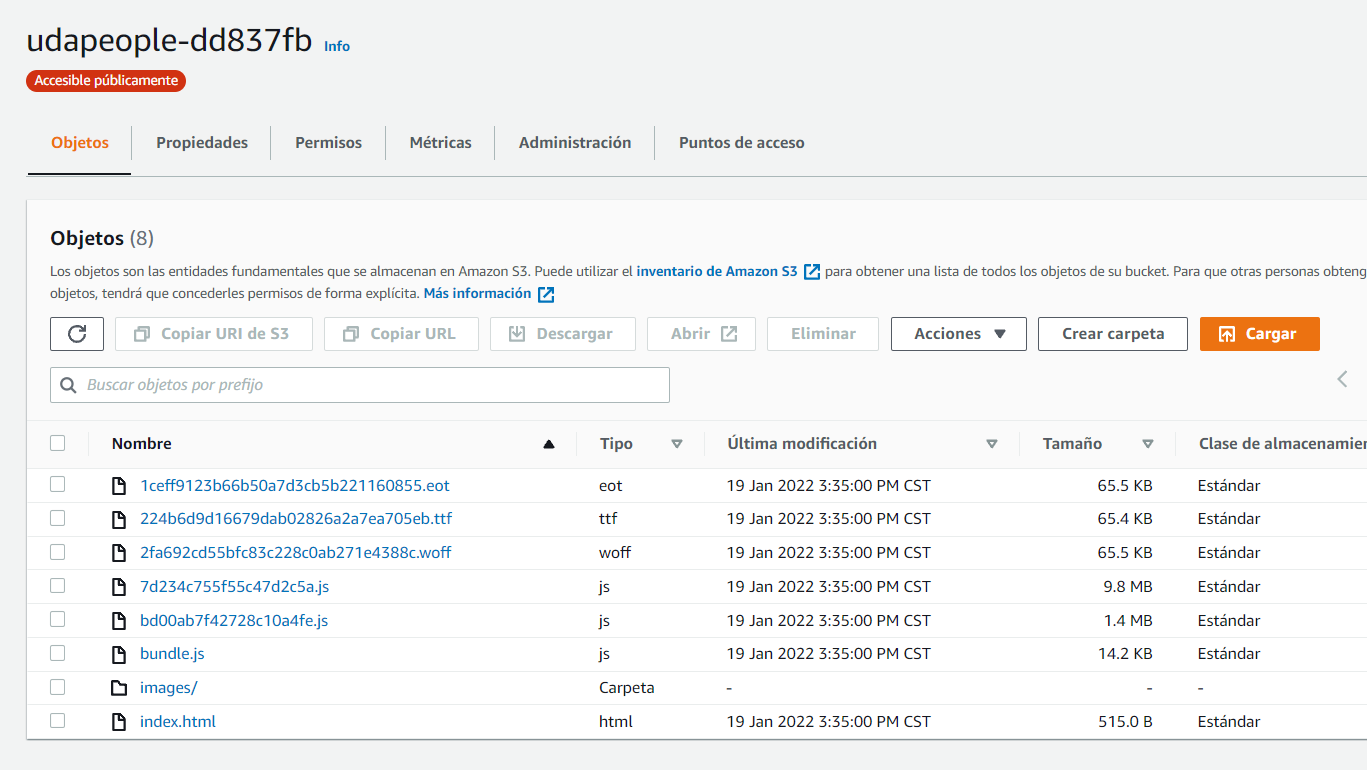 udapeople-dd837fb Info
Accesible públicamente
Objetos Propiedades Permisos Métricas Administración Puntos de acceso
Objetos (8)
Los objetos son las entidades fundamentales que se almacenan en Amazon S3. Puede utilizar el inventario de Amazon S3 para obtener una lista de todos los objetos de su bucket. Para que otras personas obteng
objetos, tendrá que concederles permisos de forma explícita. Más información
Copiar URI de S3 Copiar URL Descargar Abrir Eliminar Acciones Crear carpeta Cargar
Buscar objetos por prefijo
Nombre Tipo Última modificación Tamaño Clase de almacenamier
1ceff9123b66b50a7d3cb5b221160855.eot eot 19 Jan 2022 3:35:00 PM CST 65.5 KB Estándar
224b6d9d16679dab02826a2a7ea705eb.ttf ttf 19 Jan 2022 3:35:00 PM CST 65.4 KB Estándar
2fa692cd55bfc83c228c0ab271e4388c.woff woff 19 Jan 2022 3:35:00 PM CST 65.5 KB Estándar
7d234c755f55c47d2c5a.js js 19 Jan 2022 3:35:00 PM CST 9.8 MB Estándar
bd00ab7f42728c10a4fe.js js 19 Jan 2022 3:35:00 PM CST 1.4 MB Estándar
bundle.js js 19 Jan 2022 3:35:00 PM CST 14.2 KB Estándar
images/ Carpeta - - -
index.html html 19 Jan 2022 3:35:00 PM CST 515.0 B Estándar